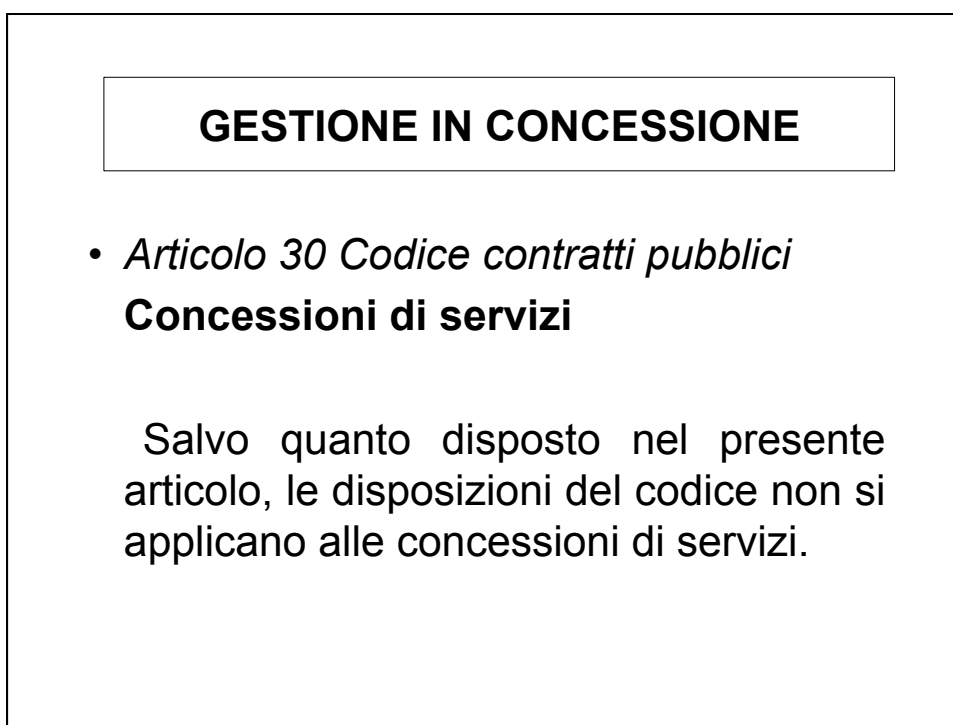 GESTIONE IN CONCESSIONE
• Articolo 30 Codice contratti pubblici
Concessioni di servizi
Salvo quanto disposto nel presente
articolo, le disposizioni del codice non si
applicano alle concessioni di servizi.